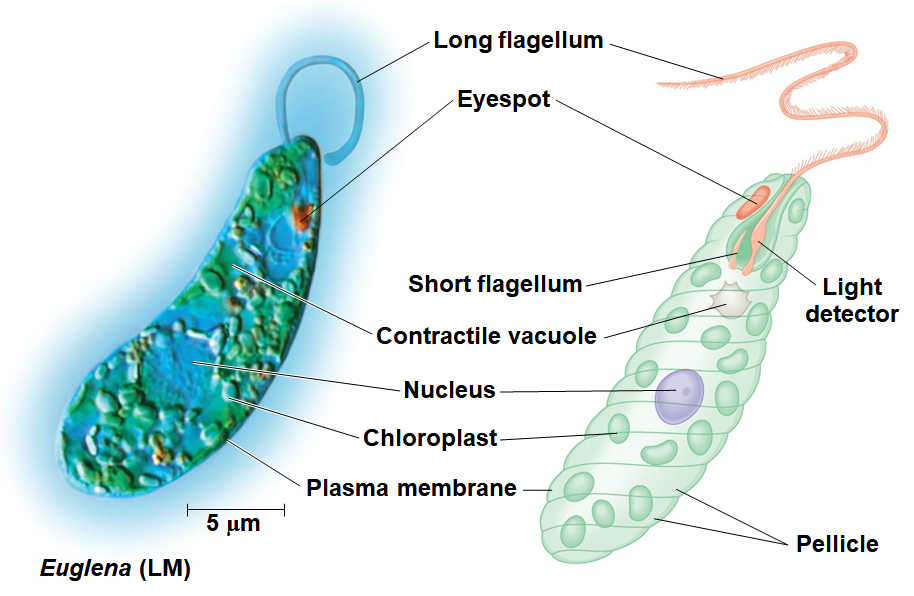 Long flagellum
Eyespot
Short flagellum
Light
detector
Contractile vacuole
Nucleus
Chloroplast
Plasma membrane
5 μm
Pellicle
Euglena (LM)